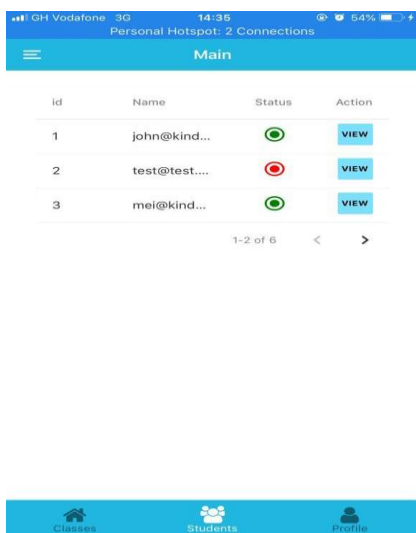 GH Vodafone 3G 14:35 54%
Personal Hotspot: 2 Connections
Main
id Name Status Action
1 john@kind... VIEW
2 test@test.... VIEW
3 mei@kind... VIEW
1-2 of 6 < >
Classes Students Profile